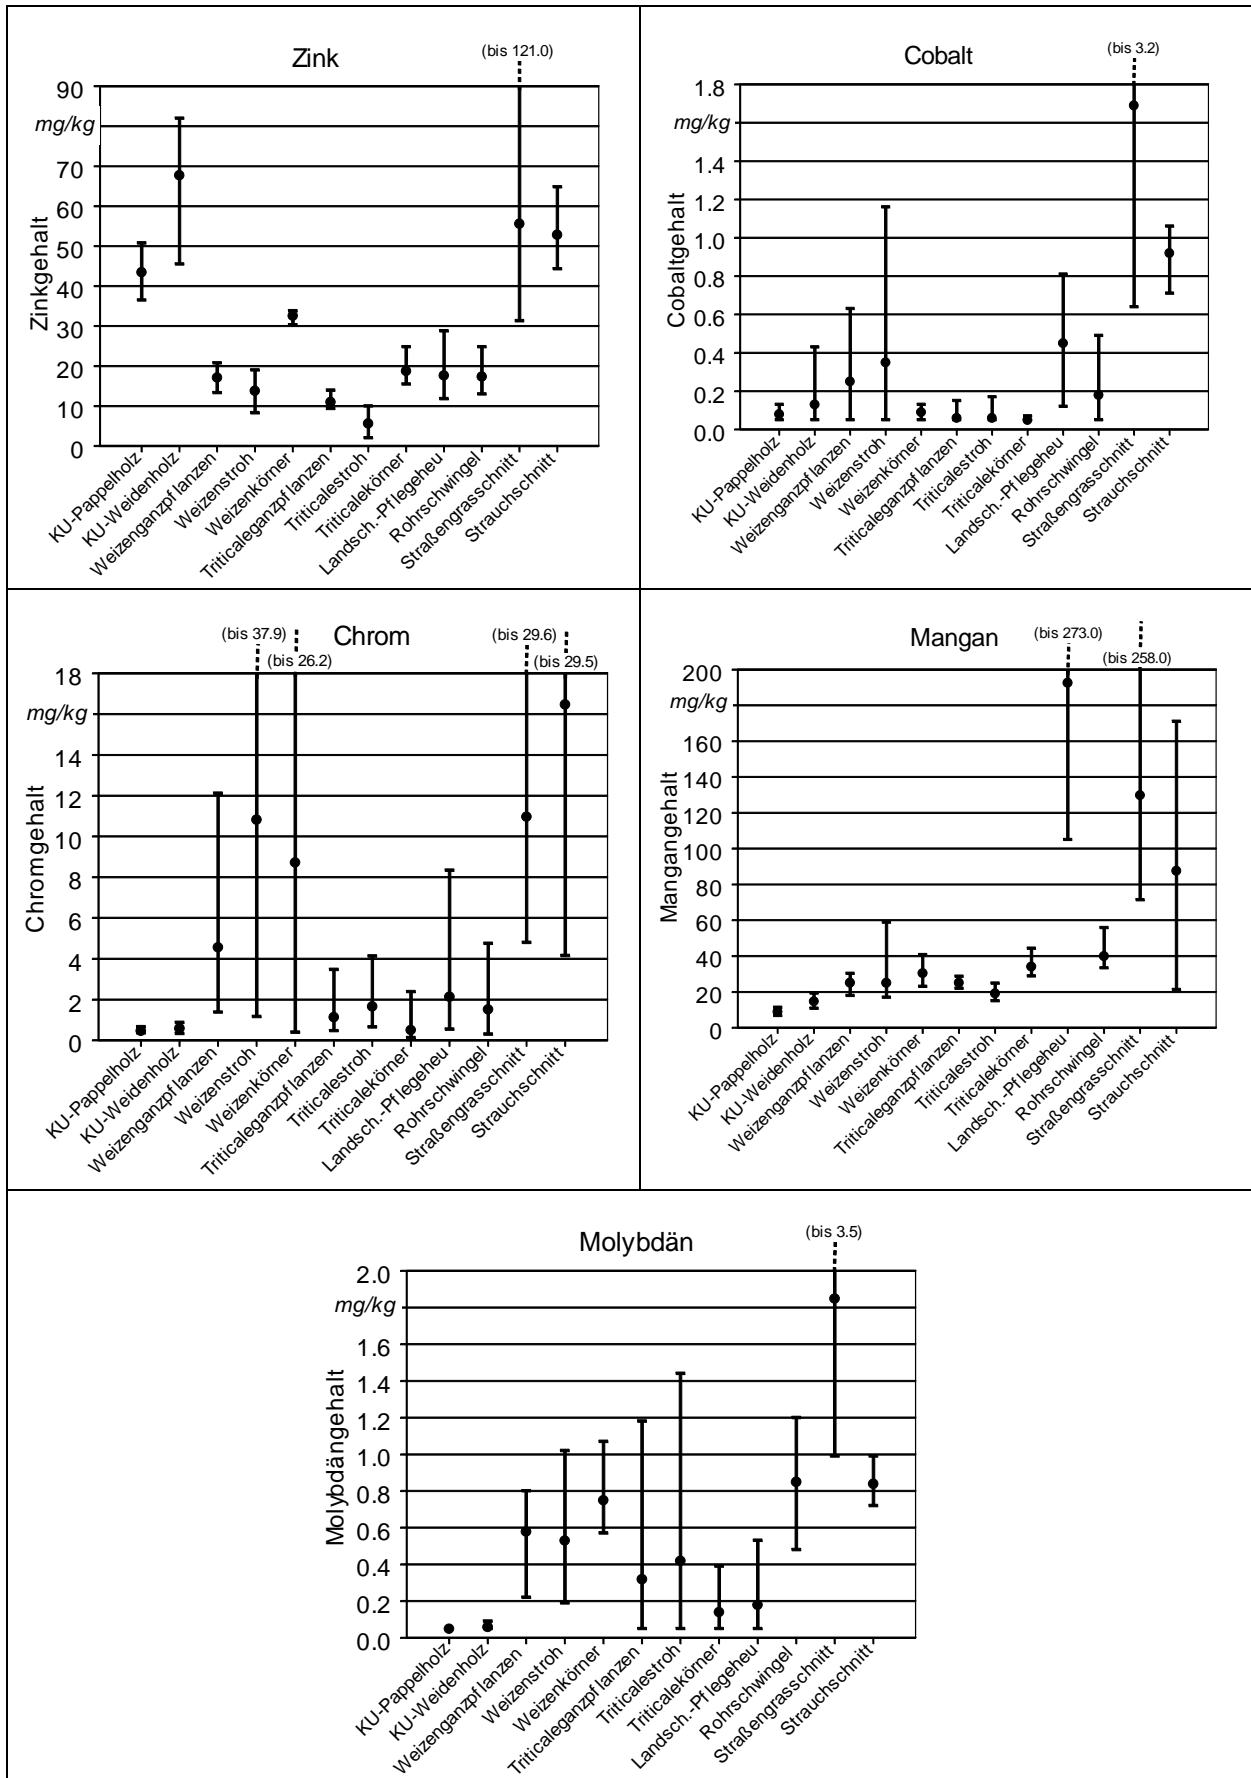 Zink
(bis 121.0)
90
mg/kg
70
60
50
40
30
20
10
0
Zinkgehalt
KU-Pappelholz
KU-Weidenholz
Weizenganzpflanzen
Weizenstroh
Weizenkörner
Triticaleganzpflanzen
Triticalestroh
Triticalekörner
Landsch.-Pflegeheu
Rohrschwingel
Straßengrasschnitt
Strauchschnitt
Cobalt
(bis 3.2)
1.8
mg/kg
1.4
1.2
1.0
0.8
0.6
0.4
0.2
0.0
Cobaltgehalt
KU-Pappelholz
KU-Weidenholz
Weizenganzpflanzen
Weizenstroh
Weizenkörner
Triticaleganzpflanzen
Triticalestroh
Triticalekörner
Landsch.-Pflegeheu
Rohrschwingel
Straßengrasschnitt
Strauchschnitt
(bis 37.9)
Chrom
(bis 29.6)
(bis 26.2)
(bis 29.5)
18
mg/kg
14
12
10
8
6
4
2
0
Chromgehalt
KU-Pappelholz
KU-Weidenholz
Weizenganzpflanzen
Weizenstroh
Weizenkörner
Triticaleganzpflanzen
Triticalestroh
Triticalekörner
Landsch.-Pflegeheu
Rohrschwingel
Straßengrasschnitt
Strauchschnitt
Mangan
(bis 273.0)
(bis 258.0)
200
mg/kg
160
140
120
100
80
60
40
20
0
Mangangehalt
KU-Pappelholz
KU-Weidenholz
Weizenganzpflanzen
Weizenstroh
Weizenkörner
Triticaleganzpflanzen
Triticalestroh
Triticalekörner
Landsch.-Pflegeheu
Rohrschwingel
Straßengrasschnitt
Strauchschnitt
Molybdän
(bis 3.5)
2.0
mg/kg
1.6
1.4
1.2
1.0
0.8
0.6
0.4
0.2
0.0
Molybdängehalt
KU-Pappelholz
KU-Weidenholz
Weizenganzpflanzen
Weizenstroh
Weizenkörner
Triticaleganzpflanzen
Triticalestroh
Triticalekörner
Landsch.-Pflegeheu
Rohrschwingel
Straßengrasschnitt
Strauchschnitt